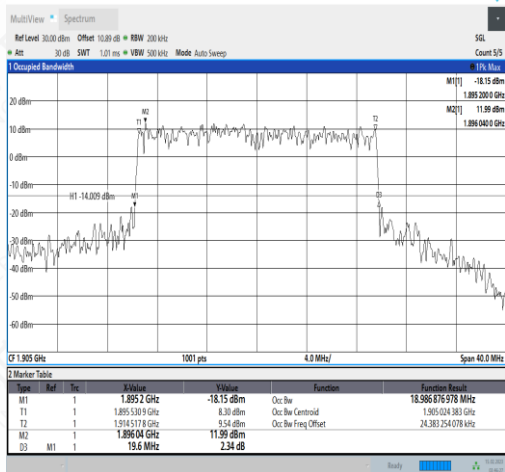 MultiView Spectrum
Ref Level 30.00 dBm Offset 10.89 dB RBW 200 kHz SGL
Att 30 dB SWT 1.01 ms VBW 500 kHz Mode Auto Sweep Count 5/5
1 Occupied Bandwidth 1Pk Max
M1[1] -18.15 dBm
1.895 200 0 GHz
M2[1] 11.99 dBm
1.896 040 0 GHz
20 dBm
M2
T1
T2
10 dBm
0 dBm
-10 dBm
H1 -14.009 dBm
M1
D3
-20 dBm
-30 dBm
-40 dBm
-50 dBm
-60 dBm
CF 1.905 GHz 1001 pts 4.0 MHz/ Span 40.0 MHz
2 Marker Table
Type Ref Trc X-Value Y-Value Function Function Result
M1 1 1.895 2 GHz -18.15 dBm Occ Bw 18.986 876 978 MHz
T1 1 1.895 530 9 GHz 8.30 dBm Occ Bw Centroid 1.905 024 383 GHz
T2 1 1.914 517 8 GHz 9.54 dBm Occ Bw Freq Offset 24.383 254 078 kHz
M2 1 1.896 04 GHz 11.99 dBm
D3 M1 1 19.6 MHz 2.34 dB
Ready